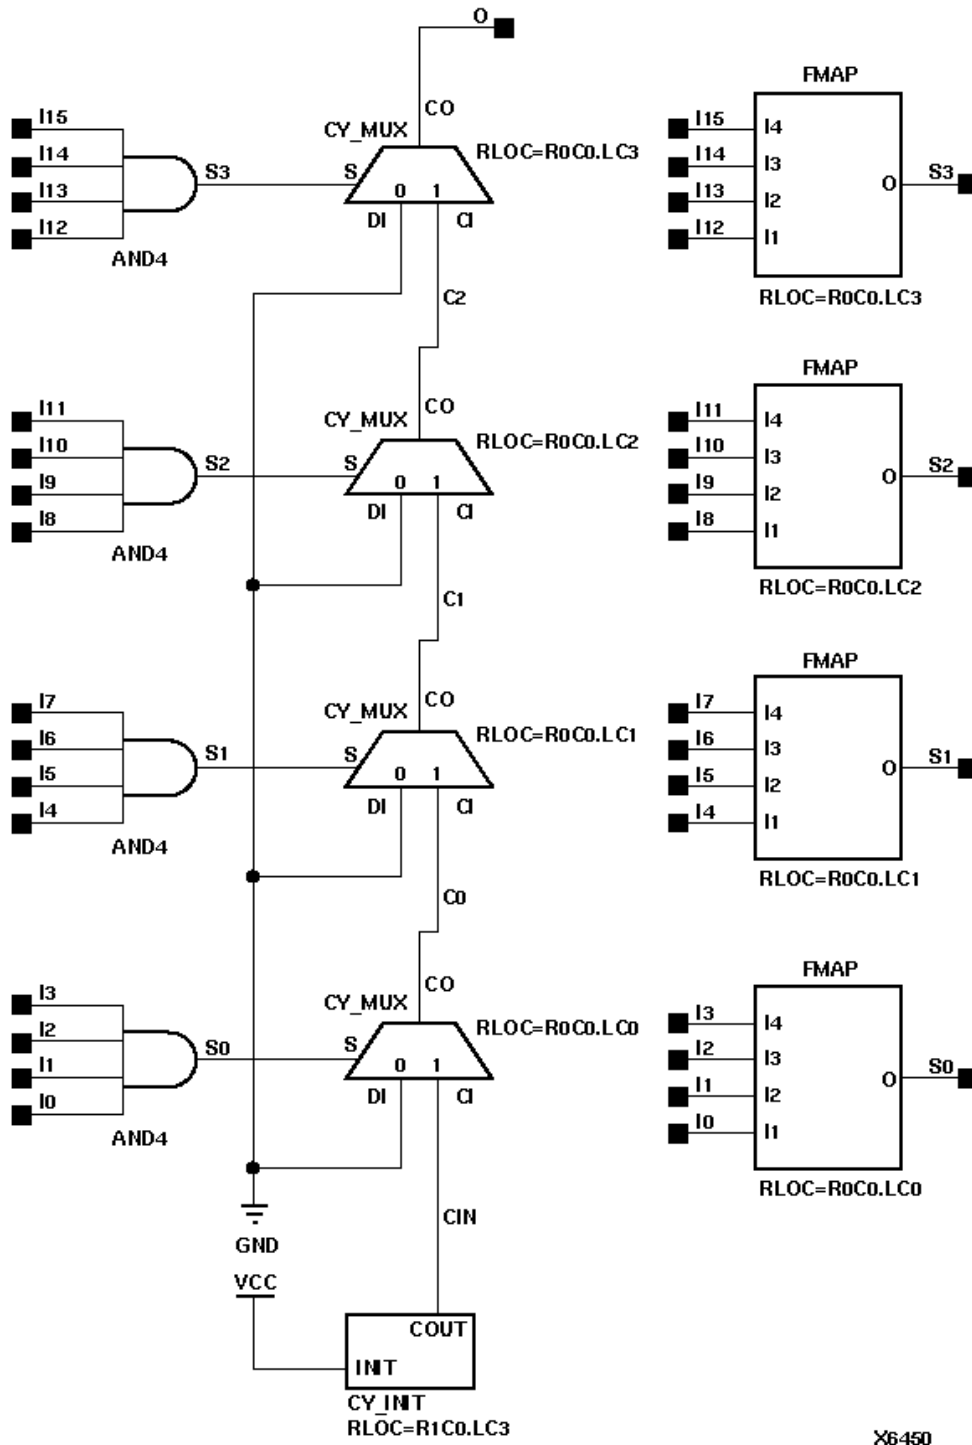 O
FMAP
I15
CO
I15
I4
CY_MUX
RLOC=R0C0.LC3
I14
S3
S
I14
I3
S3
I13
0 1
I13
I2
O
I12
DI
CI
I12
I1
AND4
C2
RLOC=R0C0.LC3
FMAP
I11
CO
I11
I4
CY_MUX
RLOC=R0C0.LC2
I10
S2
S
I10
I3
S2
I9
0 1
I9
I2
O
I8
DI
CI
I8
I1
AND4
C1
RLOC=R0C0.LC2
FMAP
I7
CO
I7
I4
CY_MUX
RLOC=R0C0.LC1
I6
S1
S
I6
I3
S1
I5
0 1
I5
I2
O
I4
DI
CI
I4
I1
AND4
C0
RLOC=R0C0.LC1
FMAP
I3
CO
I3
I4
CY_MUX
RLOC=R0C0.LC0
I2
S0
S
I2
I3
S0
I1
0 1
I1
I2
O
I0
DI
CI
I0
I1
AND4
RLOC=R0C0.LC0
CIN
GND
VCC
COUT
INIT
CY_INIT
RLOC=R1C0.LC3
X6450